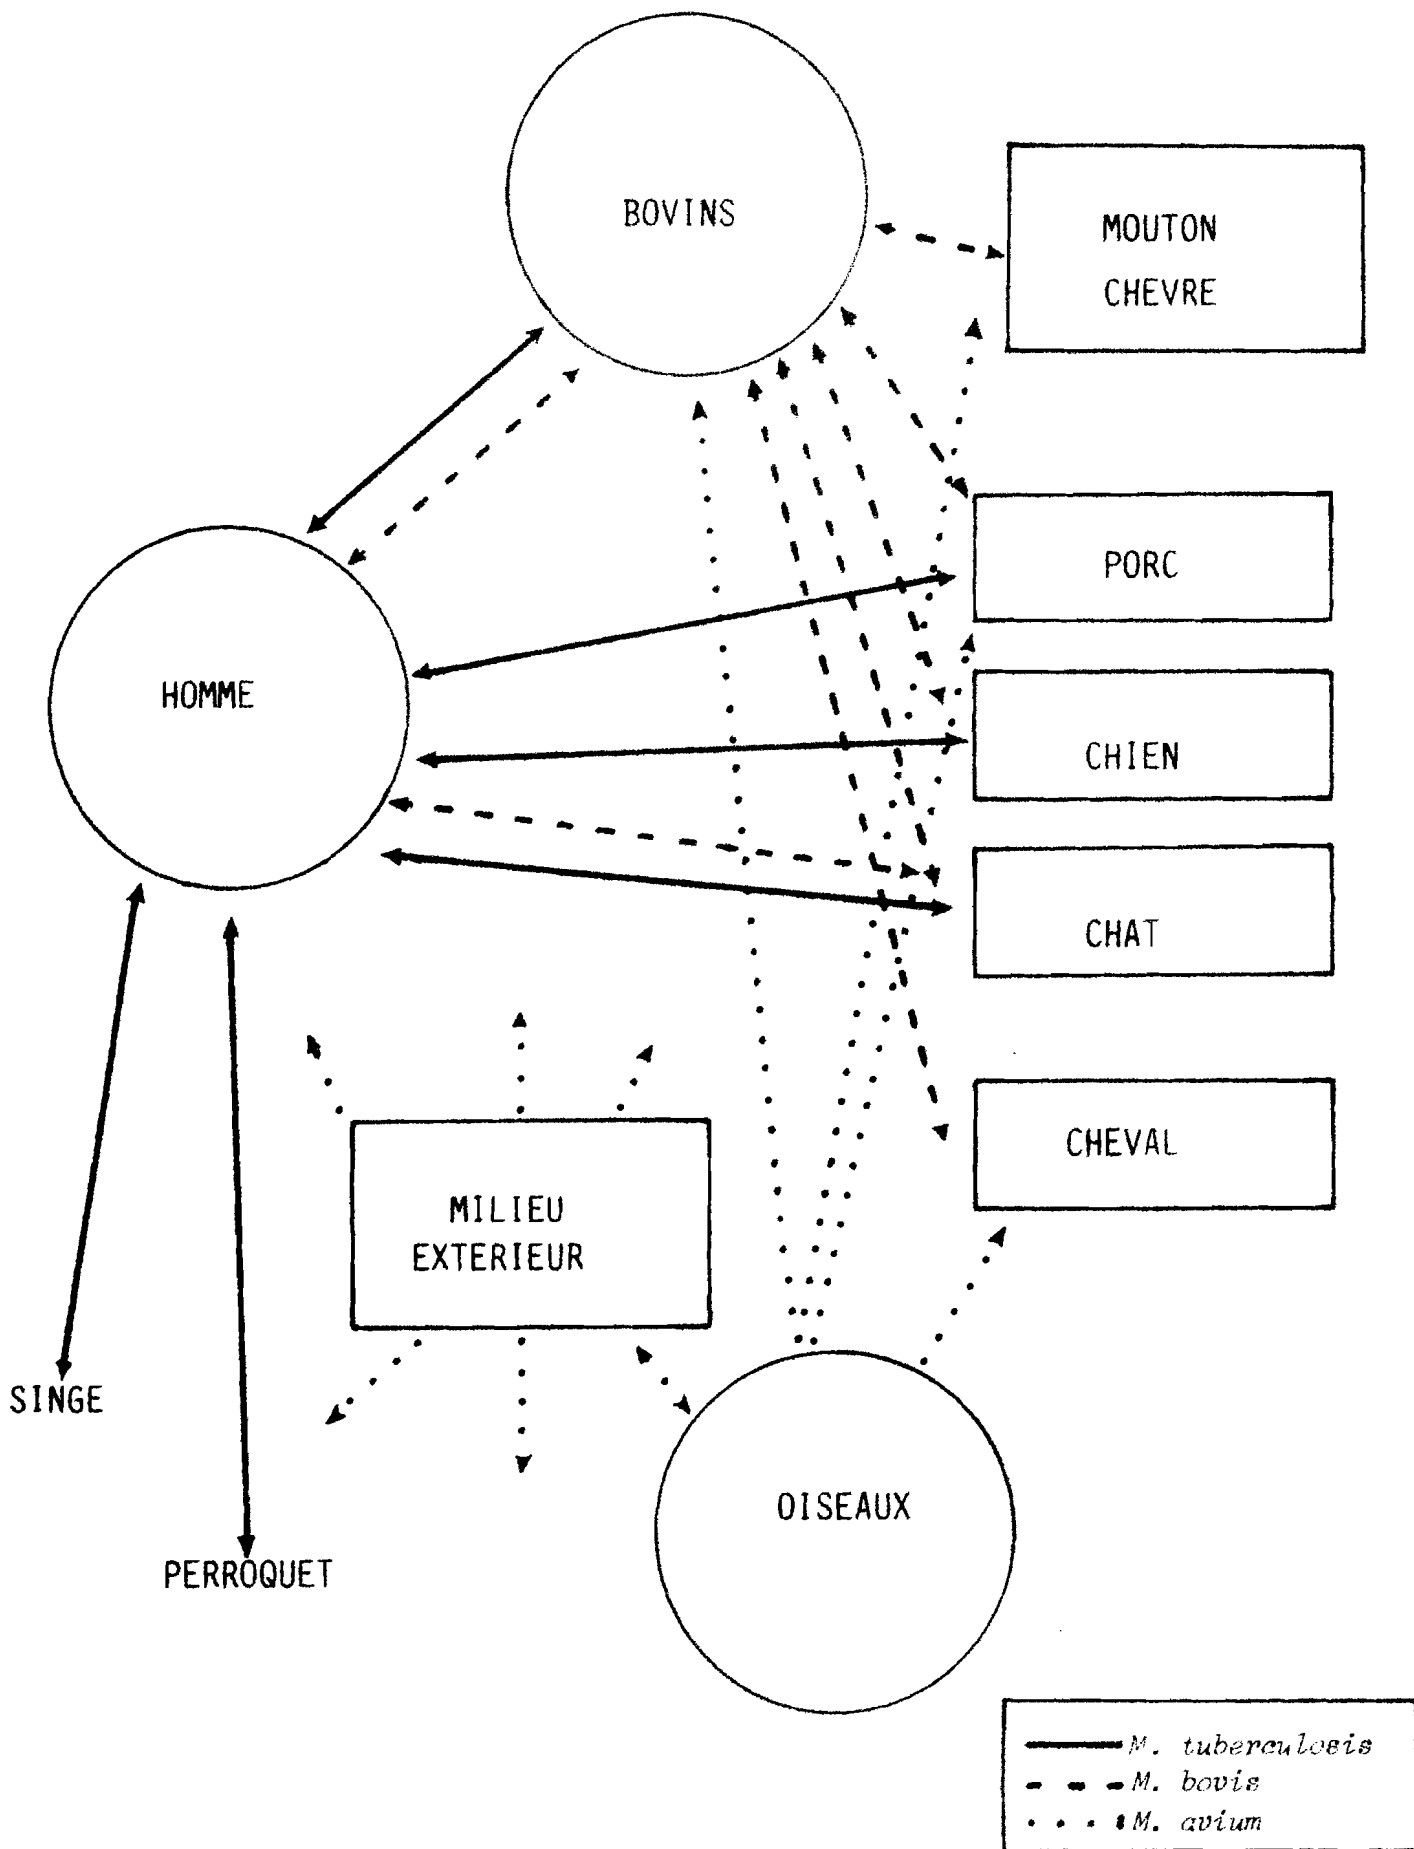 BOVINS
MOUTON
CHEVRE
PORC
HOMME
CHIEN
CHAT
CHEVAL
MILIEU
EXTERIEUR
SINGE
OISEAUX
PERROQUET
M. tuberculosis
M. bovis
M. avium